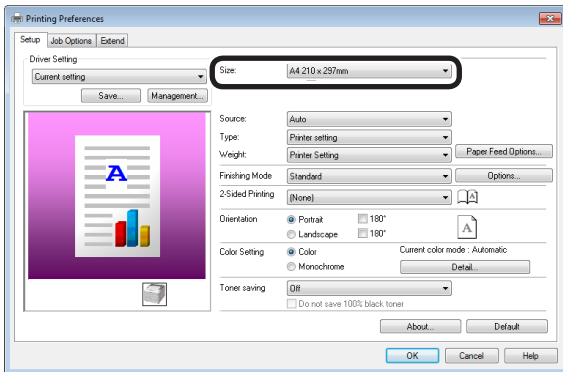 Printing Preferences
Setup Job Options Extend
Driver Setting
Current setting
Save... Management...
A
Size: A4 210 x 297mm
Source: Auto
Type: Printer setting
Weight: Printer Setting Paper Feed Options...
Finishing Mode Standard Options...
2-Sided Printing (None) A
Orientation Portrait 180°
Landscape 180° A
Color Setting Color Current color mode : Automatic
Monochrome Detail...
Toner saving Off
Do not save 100% black toner
About... Default
OK Cancel Help